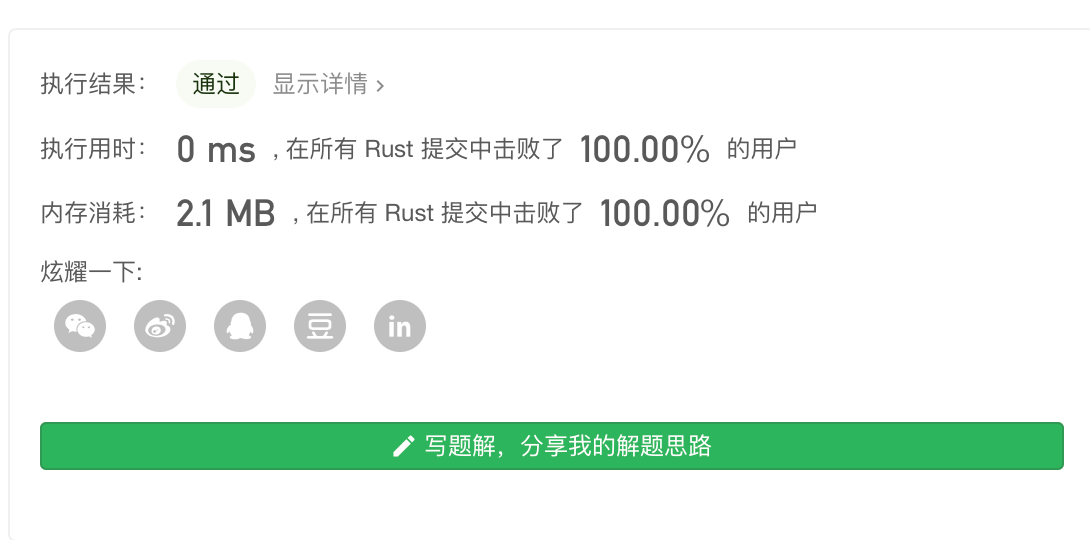 执行结果： 通过 显示详情 >
执行用时： 0 ms , 在所有 Rust 提交中击败了 100.00% 的用户
内存消耗： 2.1 MB , 在所有 Rust 提交中击败了 100.00% 的用户
炫耀一下:
豆 in
写题解，分享我的解题思路